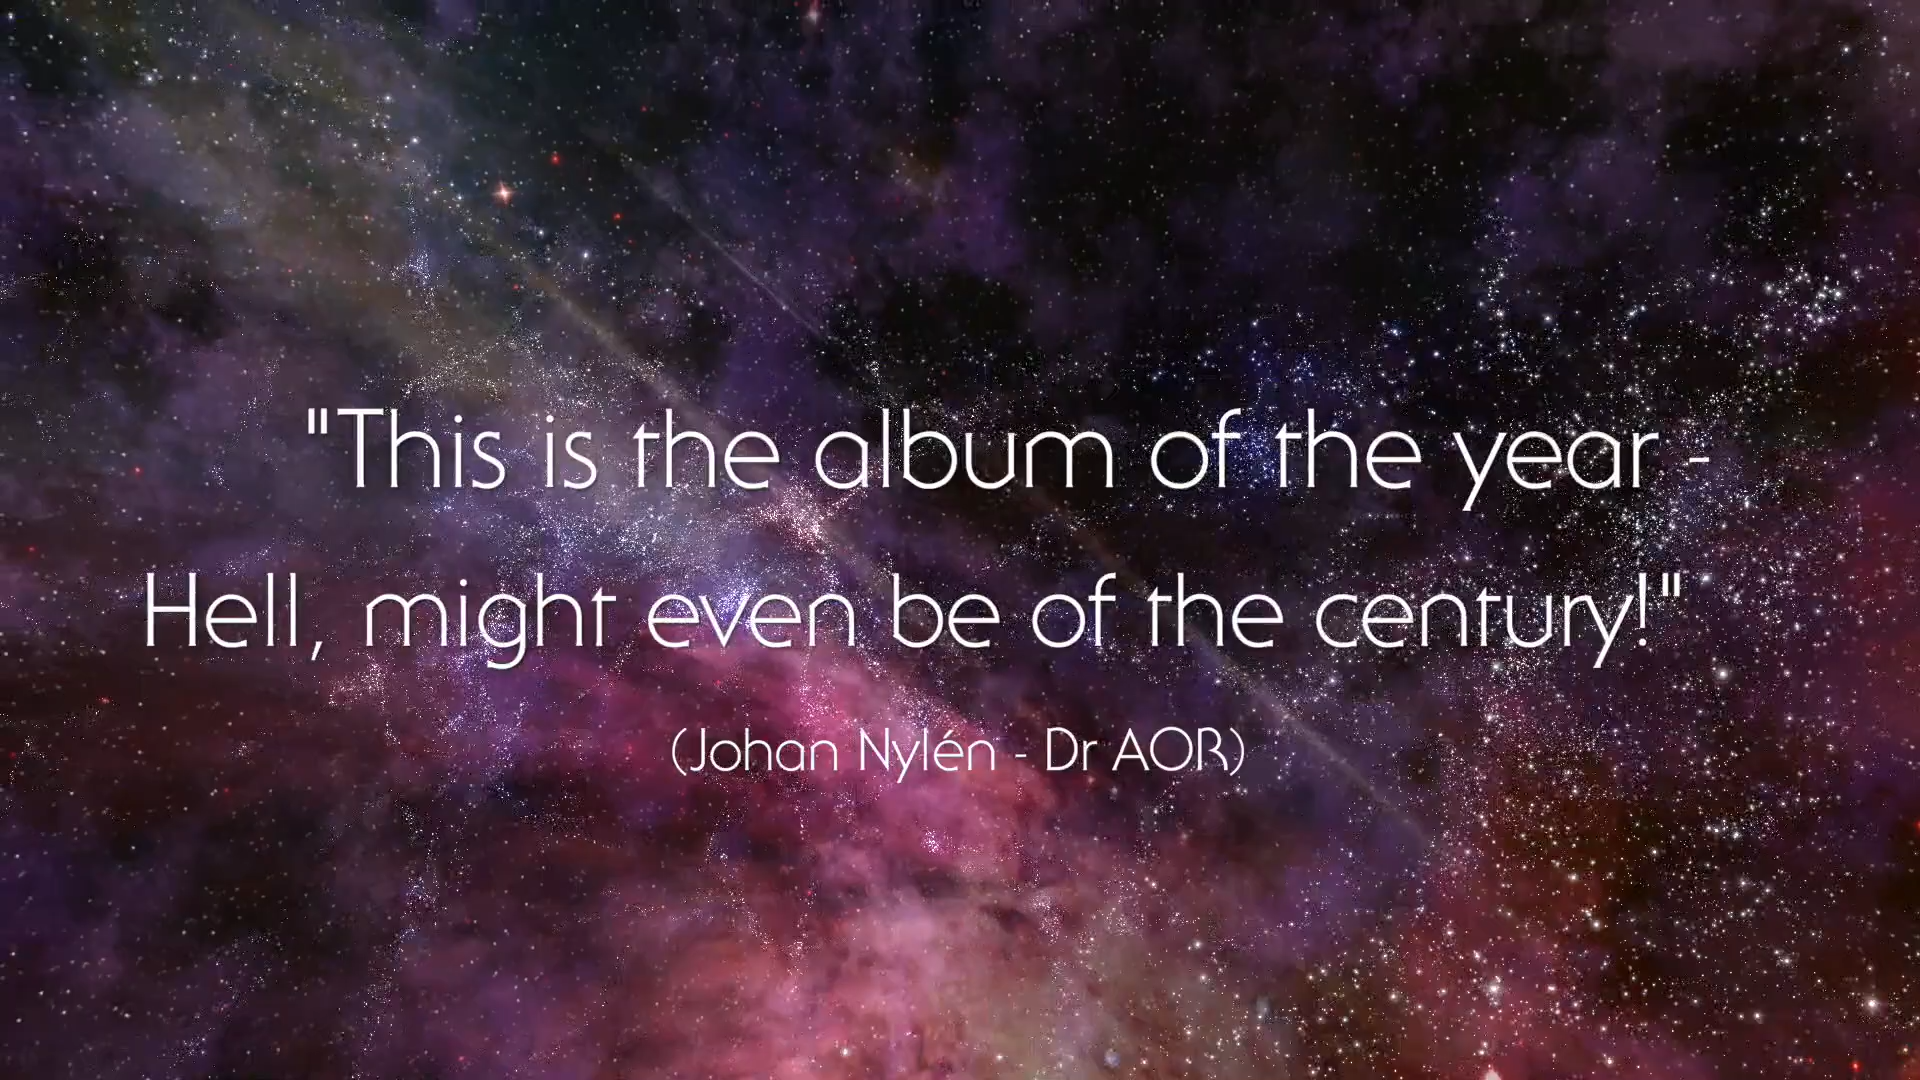 "This is the album of the year -
Hell, might even be of the century!"
(Johan Nylén - Dr AOR)